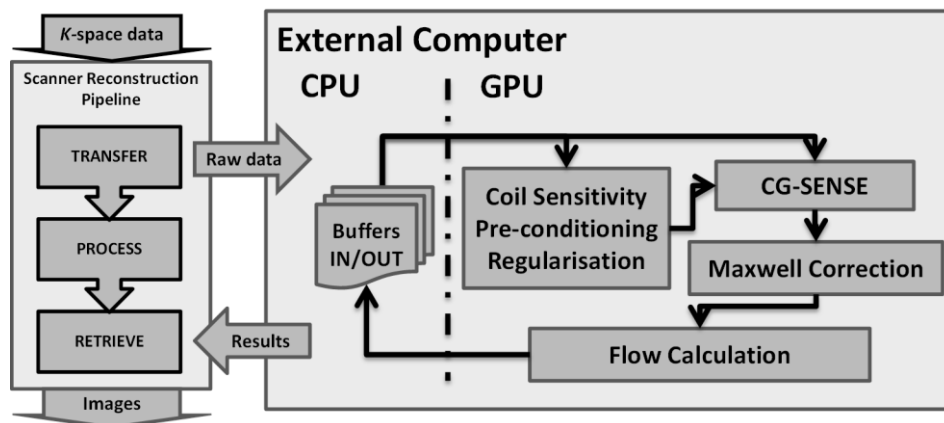 K-space data
Scanner Reconstruction
Pipeline
TRANSFER
PROCESS
RETRIEVE
Images
Raw data
Results
External Computer
CPU
GPU
Buffers
IN/OUT
Coil Sensitivity
Pre-conditioning
Regularisation
CG-SENSE
Maxwell Correction
Flow Calculation